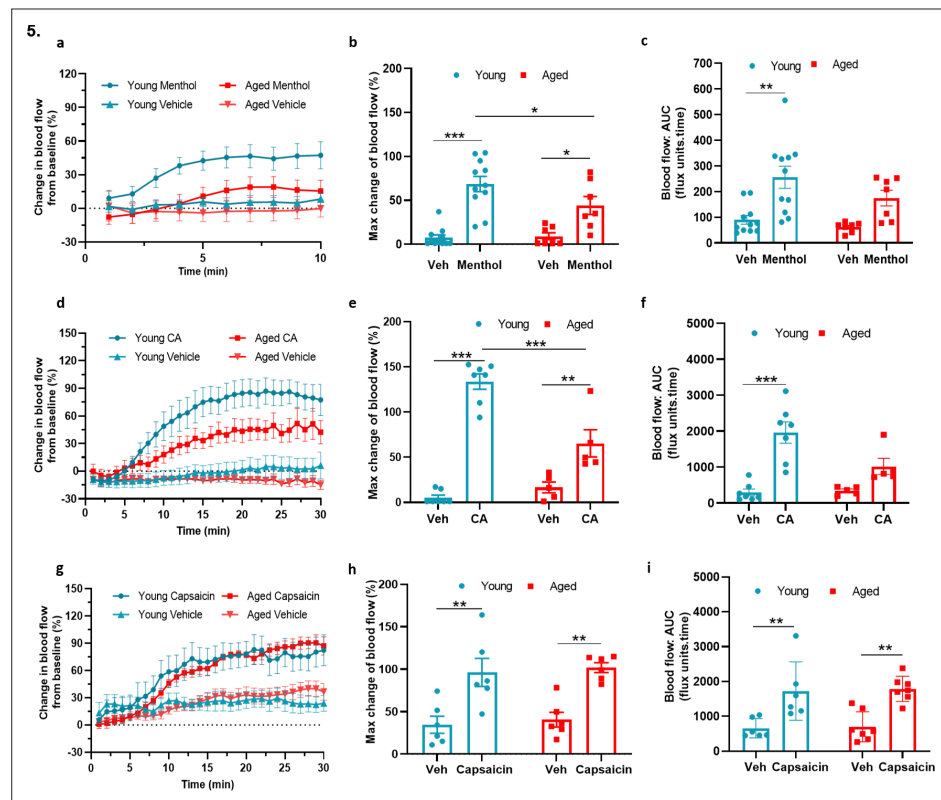 5.
a
Change in blood flow
from baseline (%)
Young Menthol
Aged Menthol
Young Vehicle
Aged Vehicle
120
90
60
30
0
-30
5
10
Time (min)
b
Max change of blood flow (%)
Young
Aged
200
150
100
50
0
***
*
*
Veh
Menthol
Veh
Menthol
c
Blood flow: AUC
(flux units.time)
Young
Aged
700
600
500
400
300
200
100
0
**
Veh
Menthol
Veh
Menthol
d
Change in blood flow
from baseline (%)
Young CA
Aged CA
Young Vehicle
Aged Vehicle
150
120
90
60
30
0
-30
0
5
10
15
20
25
30
Time (min)
e
Max change of blood flow (%)
Young
Aged
200
150
100
50
0
***
***
**
Veh
CA
Veh
CA
f
Blood flow: AUC
(flux units.time)
Young
Aged
5000
4000
3000
2000
1000
0
***
Veh
CA
Veh
CA
g
Change in blood flow
from baseline (%)
Young Capsaicin
Aged Capsaicin
Young Vehicle
Aged Vehicle
150
120
90
60
30
0
-30
0
5
10
15
20
25
30
Time (min)
h
Max change of blood flow (%)
Young
Aged
200
150
100
50
0
**
**
Veh
Capsaicin
Veh
Capsaicin
i
Blood flow: AUC
(flux units.time)
Young
Aged
5000
4000
3000
2000
1000
0
**
**
Veh
Capsaicin
Veh
Capsaicin